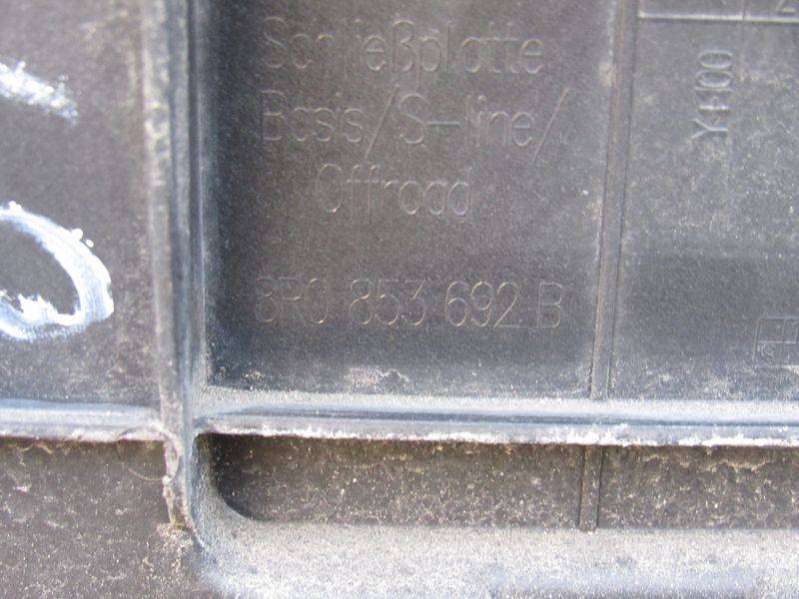 Schließplatte
Basis/S-line/
Offroad
8R0 853 692 B